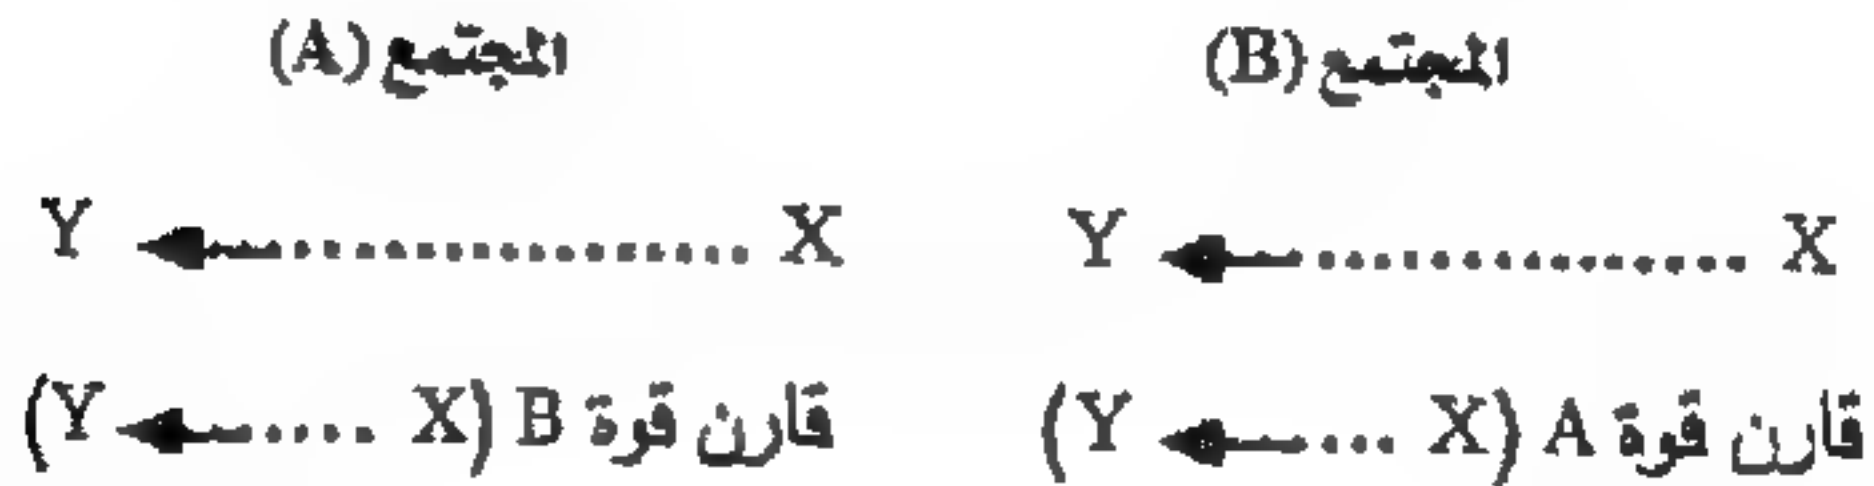 المجتمع (B) المجتمع (A)
X Y X Y
قارن قوة A (X Y) قارن قوة B (X Y)